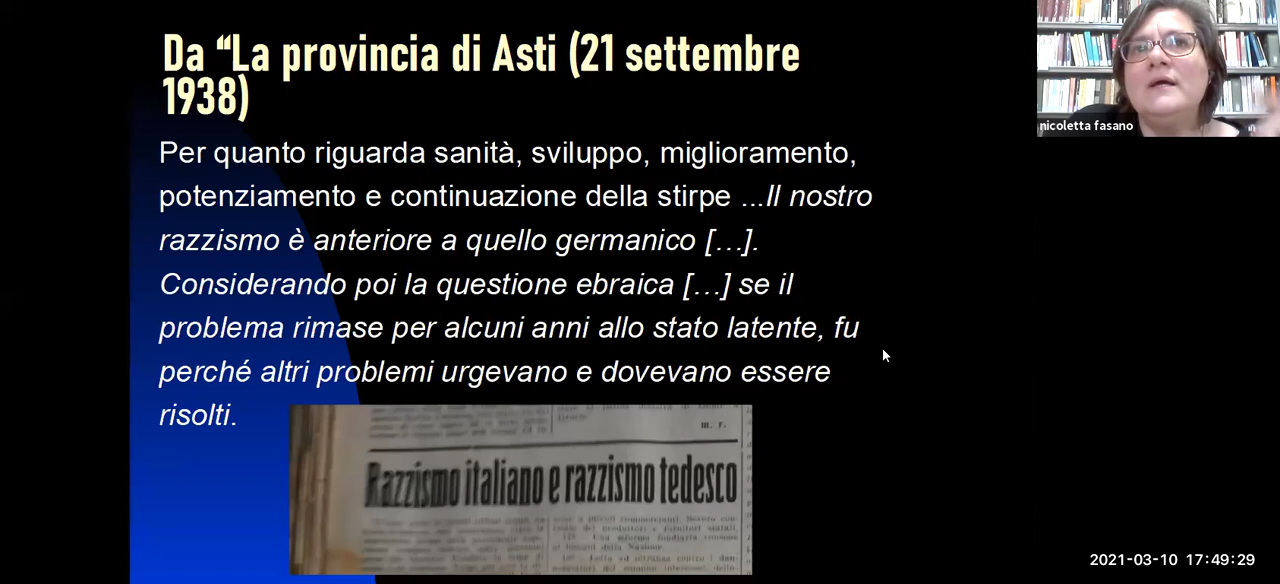 Da “La provincia di Asti (21 settembre
1938)
Per quanto riguarda sanità, sviluppo, miglioramento,
potenziamento e continuazione della stirpe ...Il nostro
razzismo è anteriore a quello germanico […].
Considerando poi la questione ebraica […] se il
problema rimase per alcuni anni allo stato latente, fu
perché altri problemi urgevano e dovevano essere
risolti.
m. r.
Razzismo italiano e razzismo tedesco
nicoletta fasano
2021-03-10 17:49:29